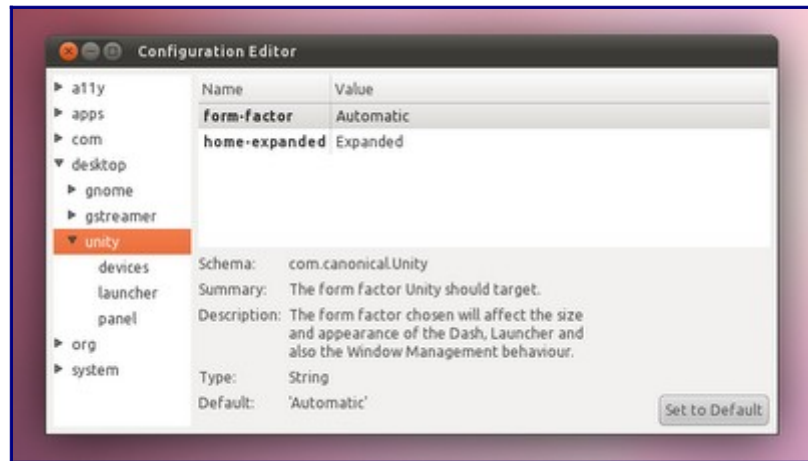 Configuration Editor
a11y
apps
com
desktop
gnome
gstreamer
unity
devices
launcher
panel
org
system
Name Value
form-factor Automatic
home-expanded Expanded
Schema: com.canonical.Unity
Summary: The form factor Unity should target.
Description: The form factor chosen will affect the size
and appearance of the Dash, Launcher and
also the Window Management behaviour.
Type: String
Default: 'Automatic'
Set to Default